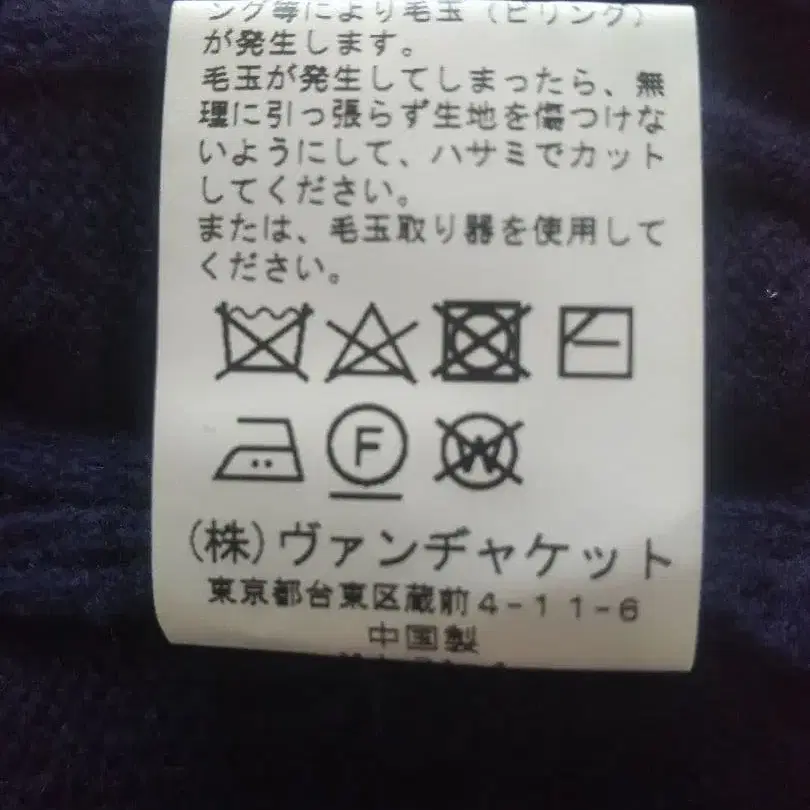 ング等により毛玉（ピリング）
が発生します。
毛玉が発生してしまったら、無
理に引っ張らず生地を傷つけな
いようにして、ハサミでカット
してください。
または、毛玉取り器を使用して
ください。
F
W
(株)ヴァンヂャケット
東京都台東区蔵前4-11-6
中国製